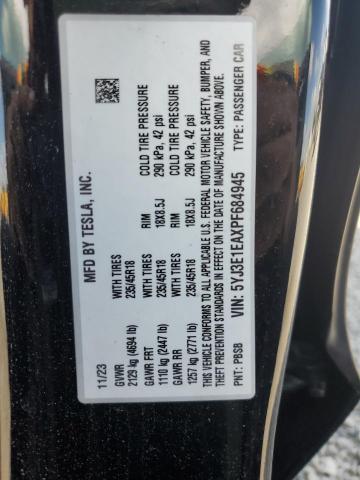 MFD BY TESLA, INC.
11/23
GVWR WITH TIRES RIM COLD TIRE PRESSURE
2129 kg (4694 lb) 235/45R18 18X8.5J 290 kPa, 42 psi
GAWR FRT WITH TIRES RIM COLD TIRE PRESSURE
1110 kg (2447 lb) 235/45R18 18X8.5J 290 kPa, 42 psi
GAWR RR
1257 kg (2771 lb)
THIS VEHICLE CONFORMS TO ALL APPLICABLE U.S. FEDERAL MOTOR VEHICLE SAFETY, BUMPER, AND
THEFT PREVENTION STANDARDS IN EFFECT ON THE DATE OF MANUFACTURE SHOWN ABOVE.
VIN: 5YJ3E1EAXPF684945 TYPE: PASSENGER CAR
PNT: PBSB